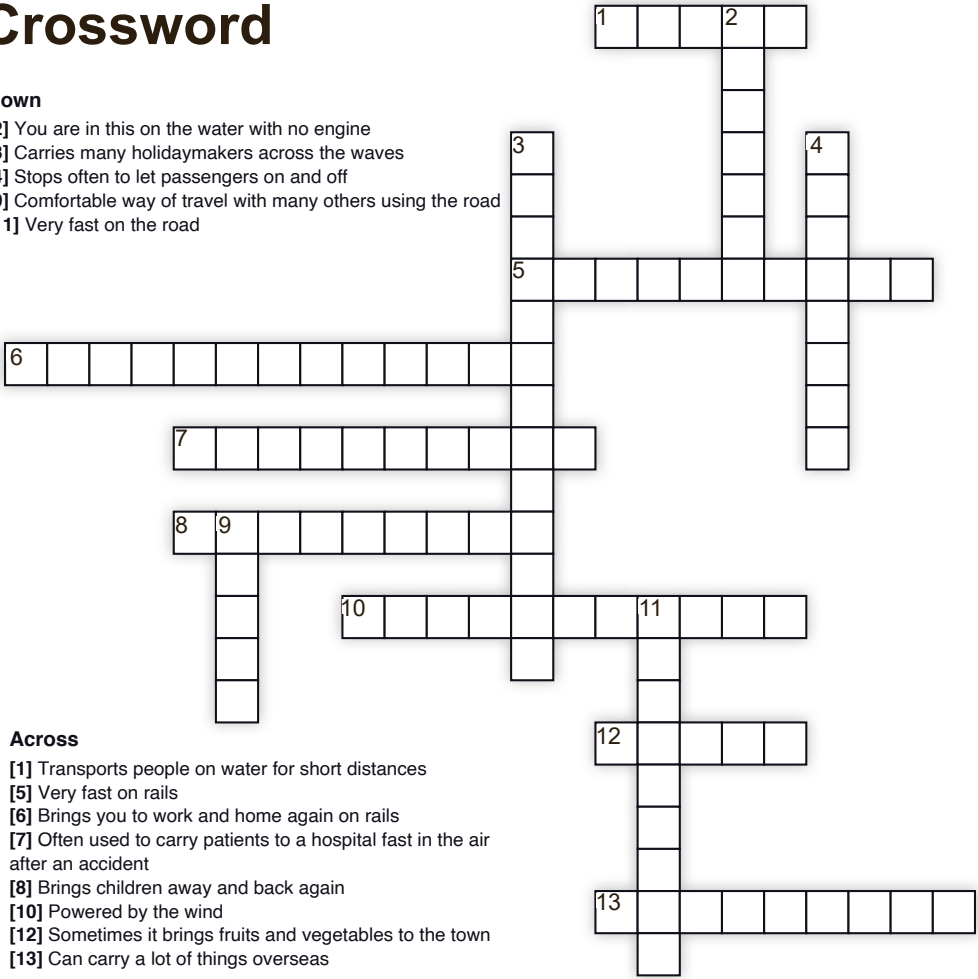 Crossword
own
2] You are in this on the water with no engine
3] Carries many holidaymakers across the waves
4] Stops often to let passengers on and off
9] Comfortable way of travel with many others using the road
1] Very fast on the road
1
2
3
4
5
6
7
8
9
10
11
12
13
Across
[1] Transports people on water for short distances
[5] Very fast on rails
[6] Brings you to work and home again on rails
[7] Often used to carry patients to a hospital fast in the air
after an accident
[8] Brings children away and back again
[10] Powered by the wind
[12] Sometimes it brings fruits and vegetables to the town
[13] Can carry a lot of things overseas